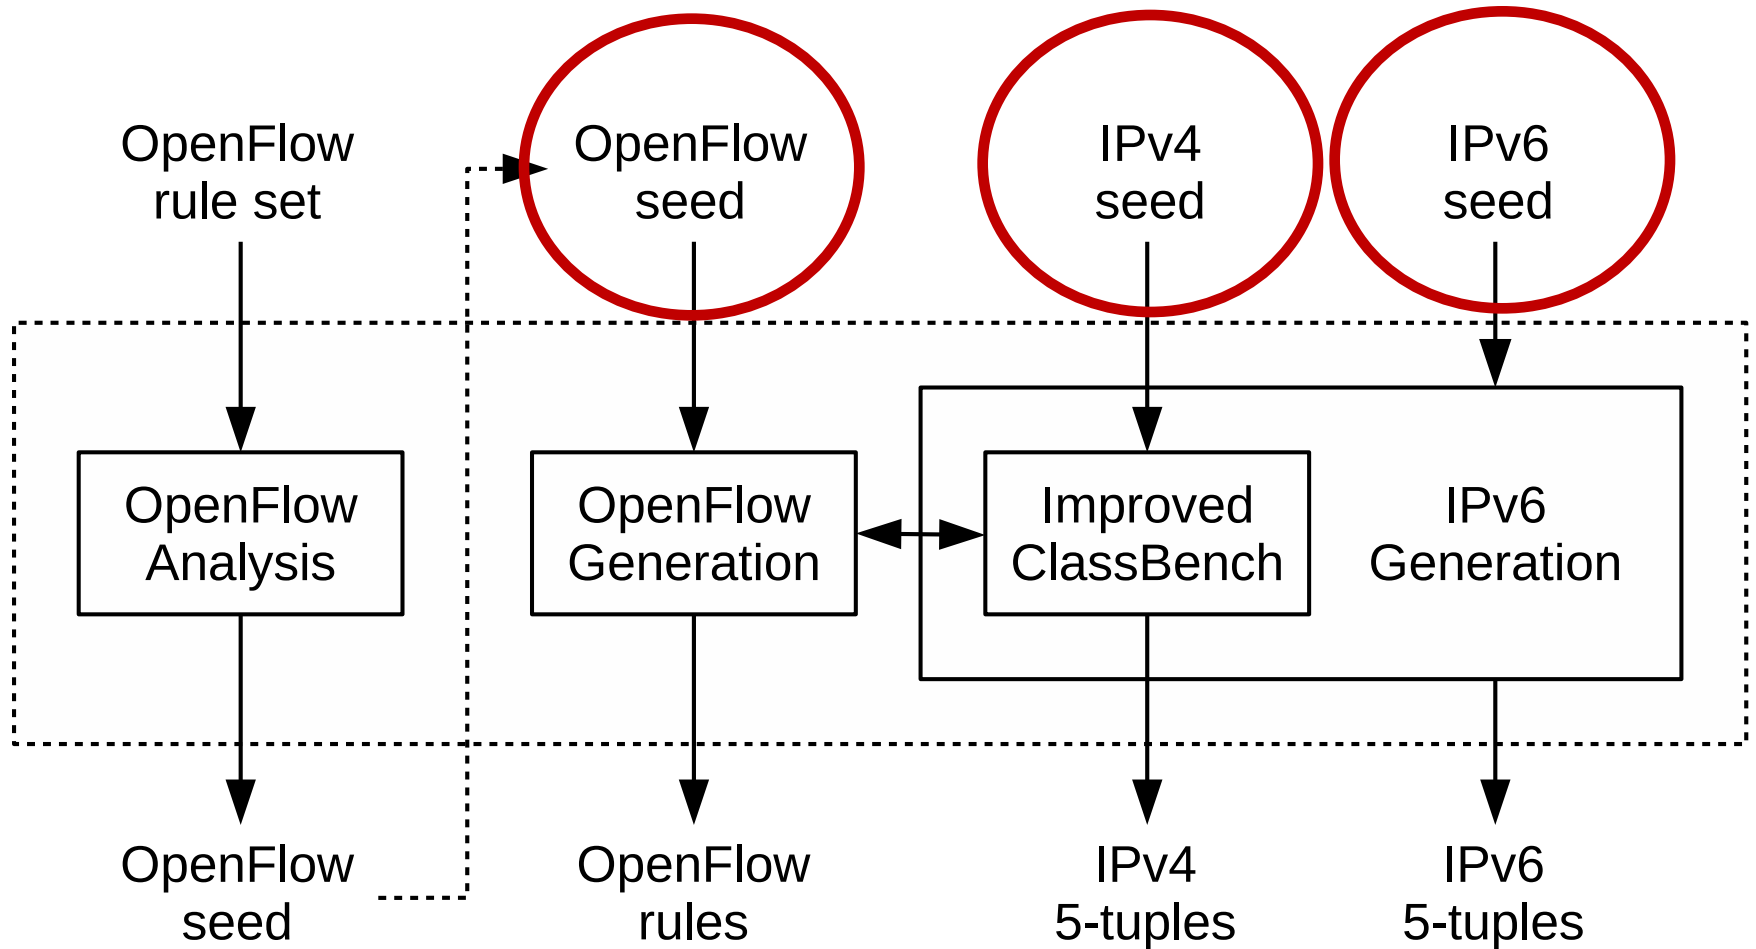 OpenFlow
rule set
OpenFlow
seed
IPv4
seed
IPv6
seed
OpenFlow
Analysis
OpenFlow
Generation
Improved
ClassBench
IPv6
Generation
OpenFlow
seed
OpenFlow
rules
IPv4
5-tuples
IPv6
5-tuples